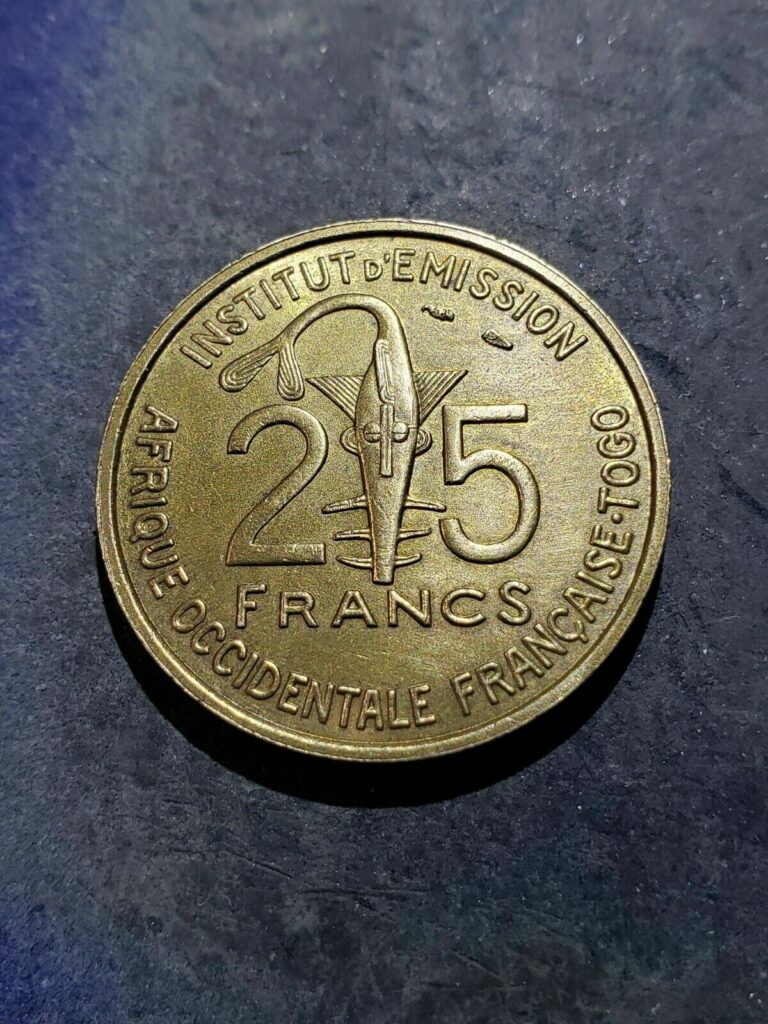 INSTITUT D'EMISSION
25
FRANCS
AFRIQUE OCCIDENTALE FRANÇAISE·TOGO